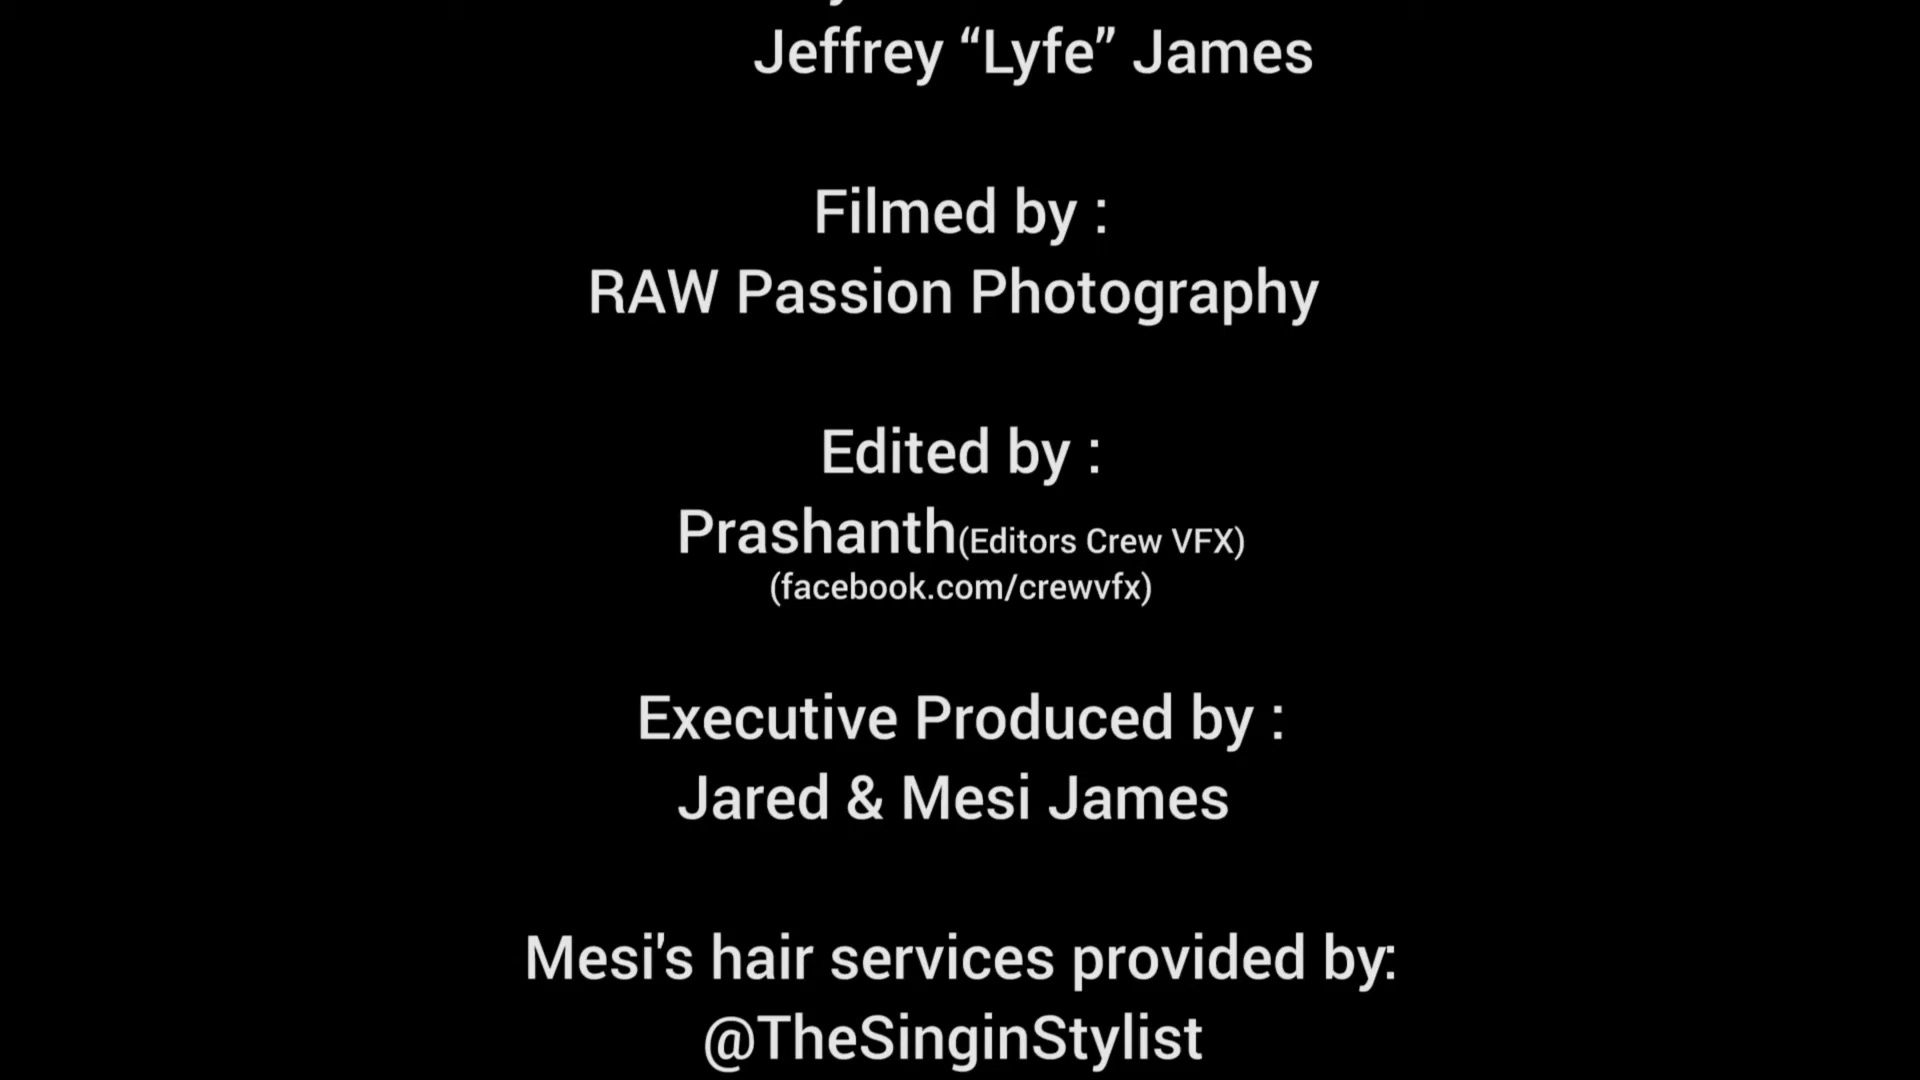 Jeffrey “Lyfe” James
Filmed by :
RAW Passion Photography
Edited by :
Prashanth(Editors Crew VFX)
(facebook.com/crewvfx)
Executive Produced by :
Jared & Mesi James
Mesi's hair services provided by:
@TheSinginStylist